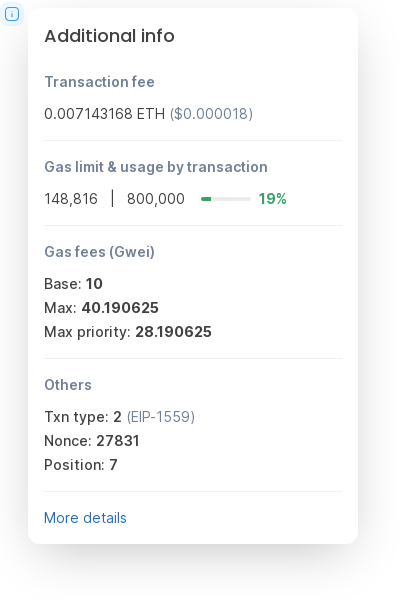 Additional info
Transaction fee
0.007143168 ETH ($0.000018)
Gas limit & usage by transaction
148,816 | 800,000 19%
Gas fees (Gwei)
Base: 10
Max: 40.190625
Max priority: 28.190625
Others
Txn type: 2 (EIP-1559)
Nonce: 27831
Position: 7
More details